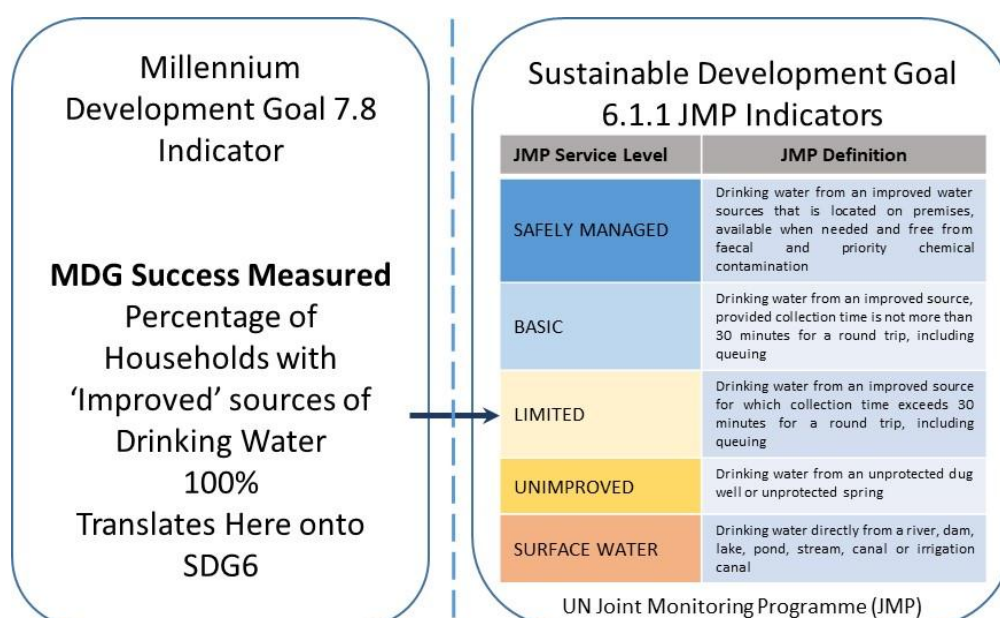 Millennium
Development Goal 7.8
Indicator
MDG Success Measured
Percentage of
Households with
‘Improved’ sources of
Drinking Water
100%
Translates Here onto
SDG6
Sustainable Development Goal
6.1.1 JMP Indicators
JMP Service Level
JMP Definition
SAFELY MANAGED
Drinking water from an improved water
sources that is located on premises,
available when needed and free from
faecal and priority chemical
contamination
BASIC
Drinking water from an improved source,
provided collection time is not more than
30 minutes for a round trip, including
queuing
LIMITED
Drinking water from an improved source
for which collection time exceeds 30
minutes for a round trip, including
queuing
UNIMPROVED
Drinking water from an unprotected dug
well or unprotected spring
SURFACE WATER
Drinking water directly from a river, dam,
lake, pond, stream, canal or irrigation
canal
UN Joint Monitoring Programme (JMP)